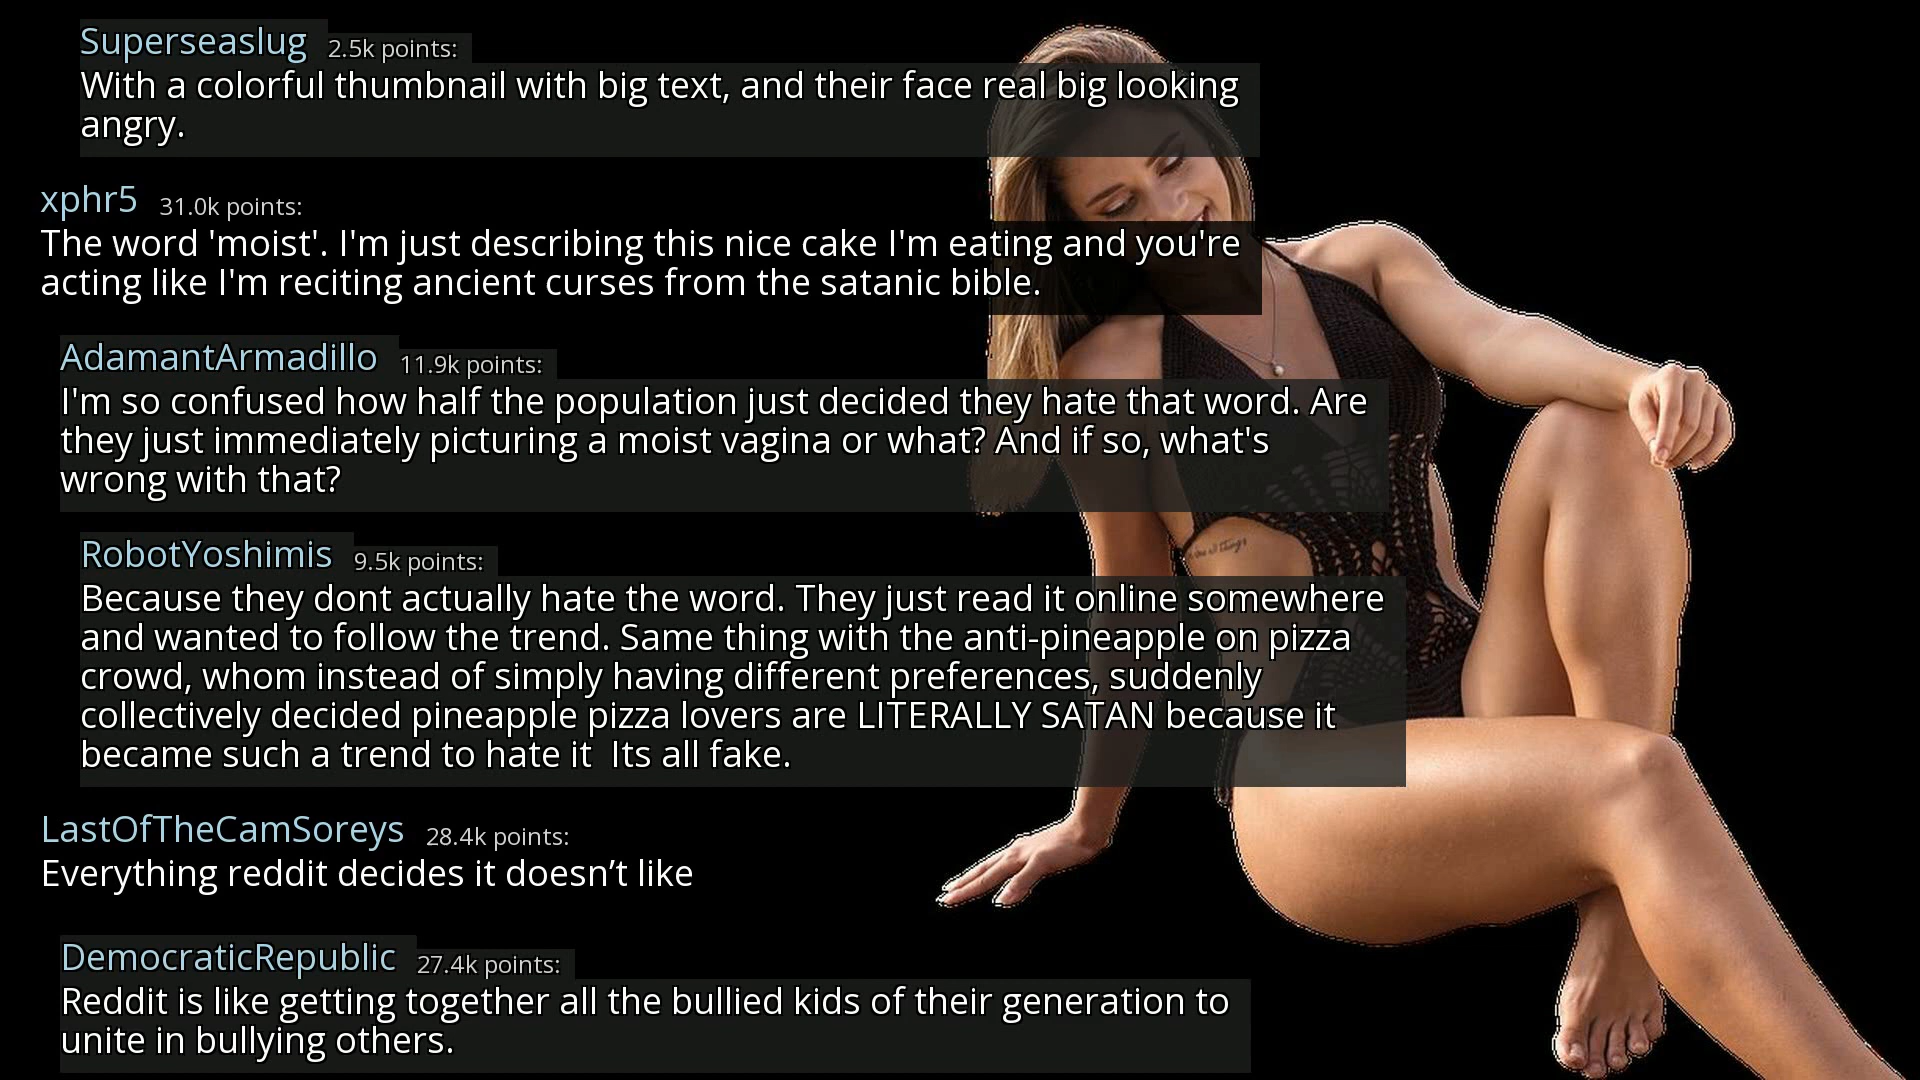 Superseaslug 2.5k points:
With a colorful thumbnail with big text, and their face real big looking
angry.
xphr5 31.0k points:
The word 'moist'. I'm just describing this nice cake I'm eating and you're
acting like I'm reciting ancient curses from the satanic bible.
AdamantArmadillo 11.9k points:
I'm so confused how half the population just decided they hate that word. Are
they just immediately picturing a moist vagina or what? And if so, what's
wrong with that?
RobotYoshimis 9.5k points:
Because they dont actually hate the word. They just read it online somewhere
and wanted to follow the trend. Same thing with the anti-pineapple on pizza
crowd, whom instead of simply having different preferences, suddenly
collectively decided pineapple pizza lovers are LITERALLY SATAN because it
became such a trend to hate it  Its all fake.
LastOfTheCamSoreys 28.4k points:
Everything reddit decides it doesn’t like
DemocraticRepublic 27.4k points:
Reddit is like getting together all the bullied kids of their generation to
unite in bullying others.